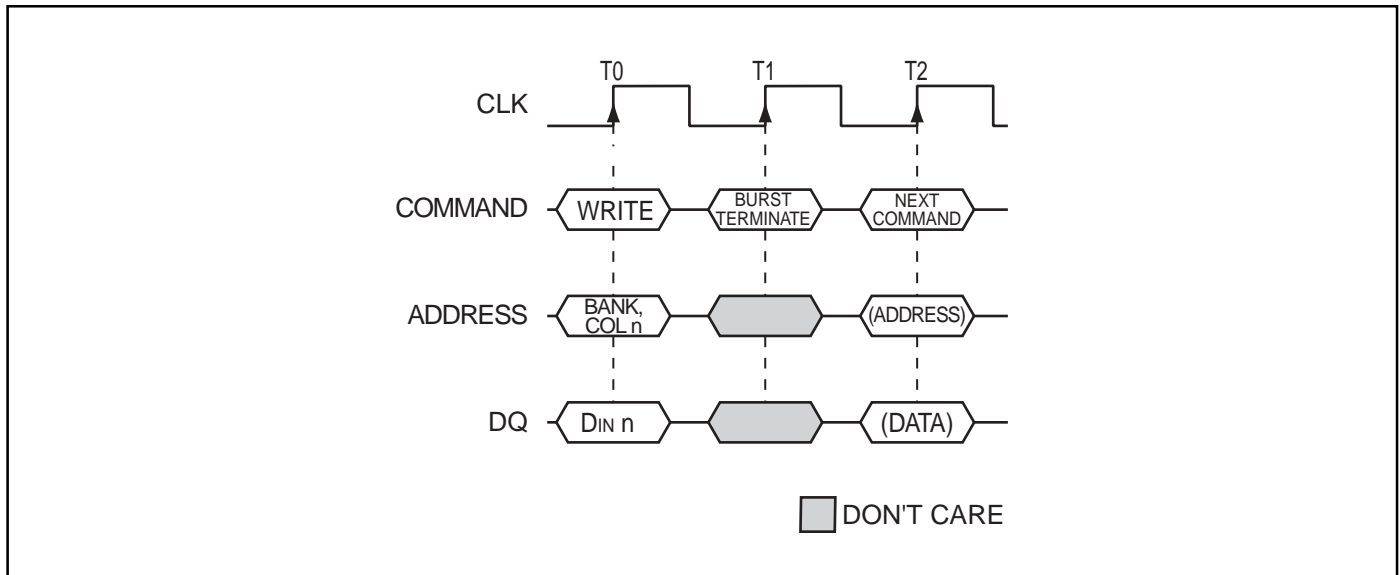 T0 T1 T2
CLK
COMMAND WRITE BURST TERMINATE NEXT COMMAND
ADDRESS BANK, COL n (ADDRESS)
DQ DIN n (DATA)
DON'T CARE